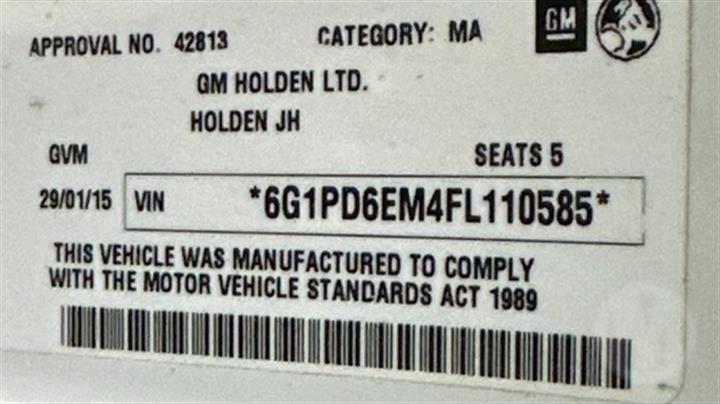 APPROVAL NO. 42813 CATEGORY: MA GM
GM HOLDEN LTD.
HOLDEN JH
GVM SEATS 5
29/01/15 VIN *6G1PD6EM4FL110585*
THIS VEHICLE WAS MANUFACTURED TO COMPLY
WITH THE MOTOR VEHICLE STANDARDS ACT 1989